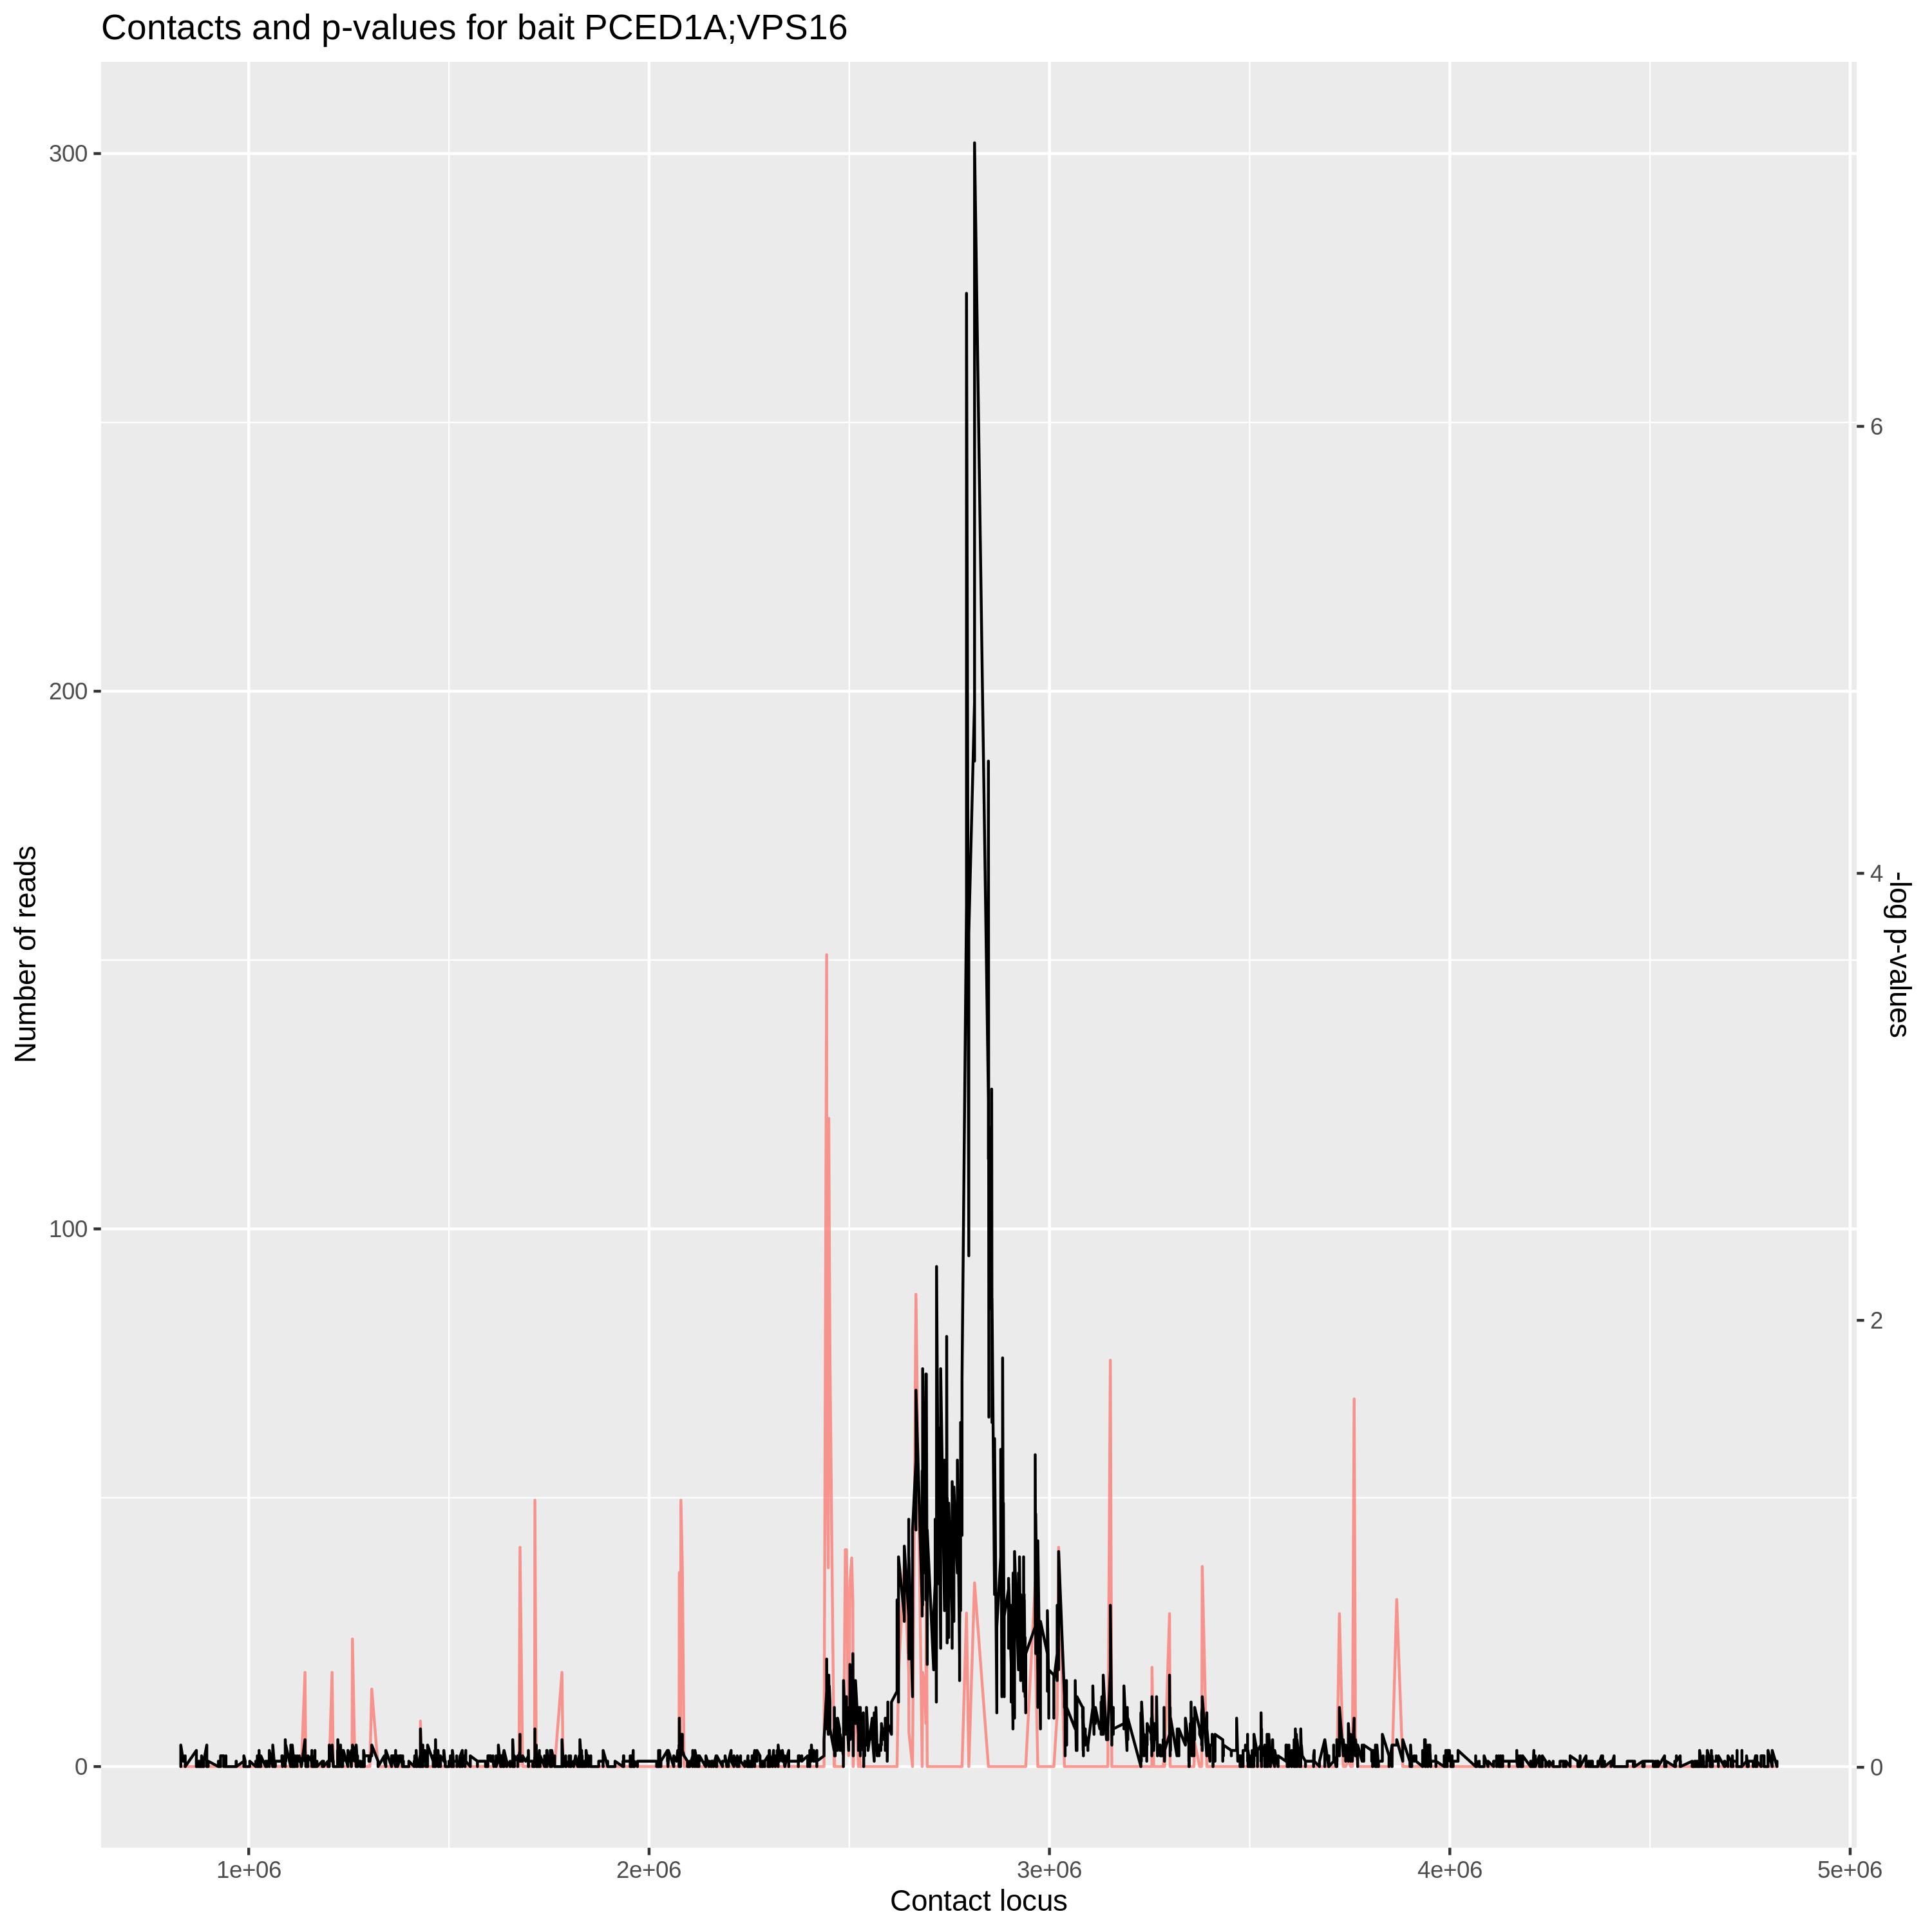 Contacts and p-values for bait PCED1A;VPS16
300
200
100
0
Number of reads
6
4
2
0
-log p-values
1e+06 2e+06 3e+06 4e+06 5e+06
Contact locus